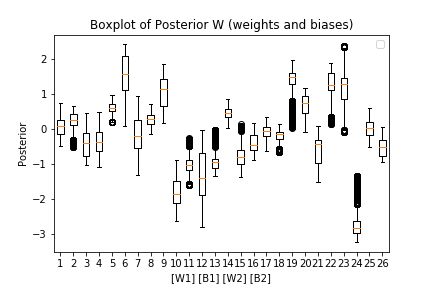 Boxplot of Posterior W (weights and biases)
2
1
0
−1
−2
−3
Posterior
1 2 3 4 5 6 7 8 9 10 11 12 13 14 15 16 17 18 19 20 21 22 23 24 25 26
[W1] [B1] [W2] [B2]